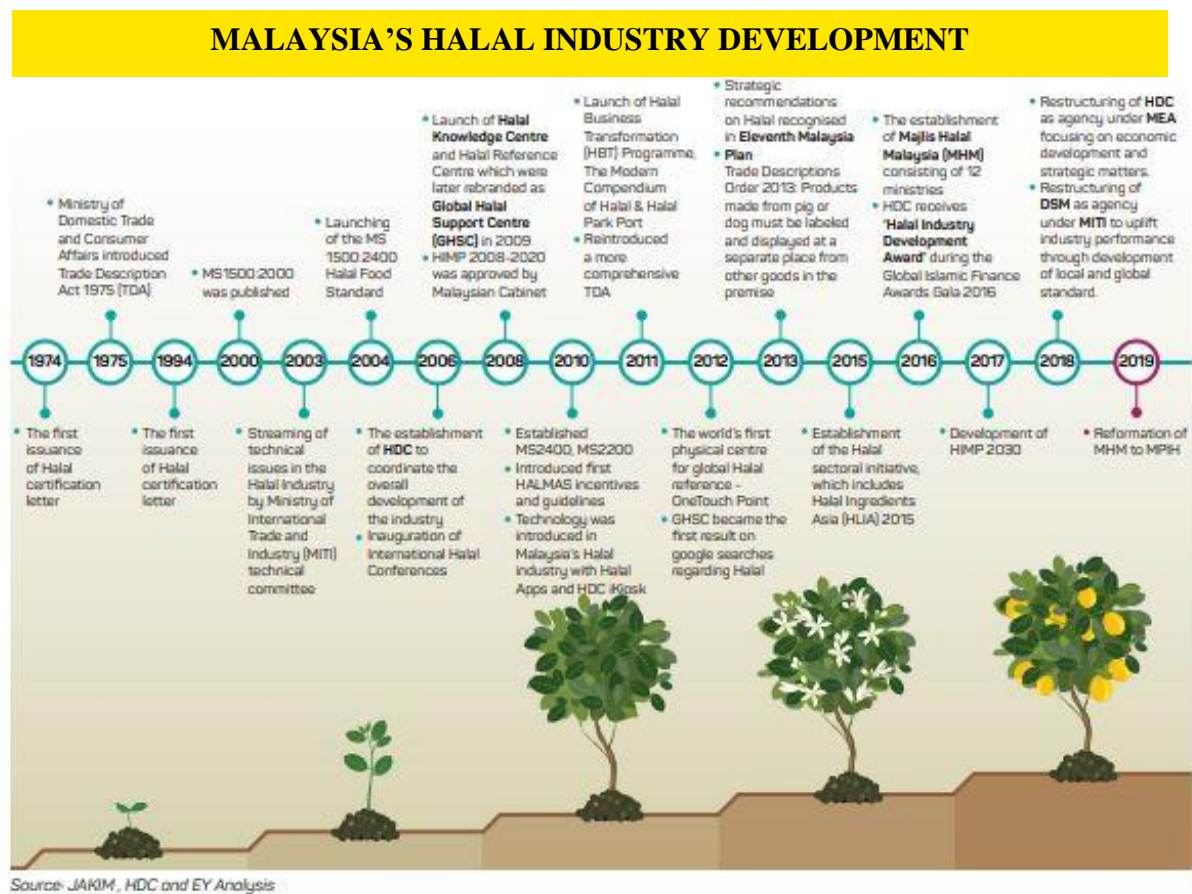 MALAYSIA'S HALAL INDUSTRY DEVELOPMENT
• Ministry of
Domestic Trade
and Consumer
Affairs introduced
Trade Description
Act 1975 (TDA)
• MS1500:2000
was published
• Launching
of the MS
1500:2400
Halal Food
Standard
• Launch of Halal
Knowledge Centre
and Halal Reference
Centre which were
later rebranded as
Global Halal
Support Centre
(GHSC) in 2009
• HIMP 2008-2020
was approved by
Malaysian Cabinet
• Launch of Halal
Business
Transformation
(HBT) Programme,
The Modern
Compendium
of Halal & Halal
Park Port
• Reintroduced
a more
comprehensive
TDA
• Strategic
recommendations
on Halal recognised
in Eleventh Malaysia
• Plan
Trade Descriptions
Order 2013: Products
made from pig or
dog must be labeled
and displayed at a
separate place from
other goods in the
premise
• The establishment
of Majlis Halal
Malaysia (MHM)
consisting of 12
ministries
• HDC receives
'Halal Industry
Development
Award' during the
Global Islamic Finance
Awards Gala 2016
• Restructuring of HDC
as agency under MEA
focusing on economic
development and
strategic matters.
• Restructuring of
DSM as agency
under MITI to uplift
industry performance
through development
of local and global
standard.
1974 1975 1994 2000 2003 2004 2006 2008 2010 2011 2012 2013 2015 2016 2017 2018 2019
• The first
issuance
of Halal
certification
letter
• The first
issuance
of Halal
certification
letter
• Streaming of
technical
issues in the
Halal Industry
by Ministry of
International
Trade and
Industry (MITI)
technical
committee
• The establishment
of HDC to
coordinate the
overall
development of
the industry
• Inauguration of
International Halal
Conferences
• Established
MS2400, MS2200
• Introduced first
HALMAS incentives
and guidelines
• Technology was
introduced in
Malaysia's Halal
industry with Halal
Apps and HDC iKiosk
• The world's first
physical centre
for global Halal
reference -
OneTouch Point
• GHSC became the
first result on
google searches
regarding Halal
• Establishment
of the Halal
sectoral initiative,
which includes
Halal Ingredients
Asia (HLIA) 2015
• Development of
HIMP 2030
• Reformation of
MHM to MPIH
Source: JAKIM , HDC and EY Analysis